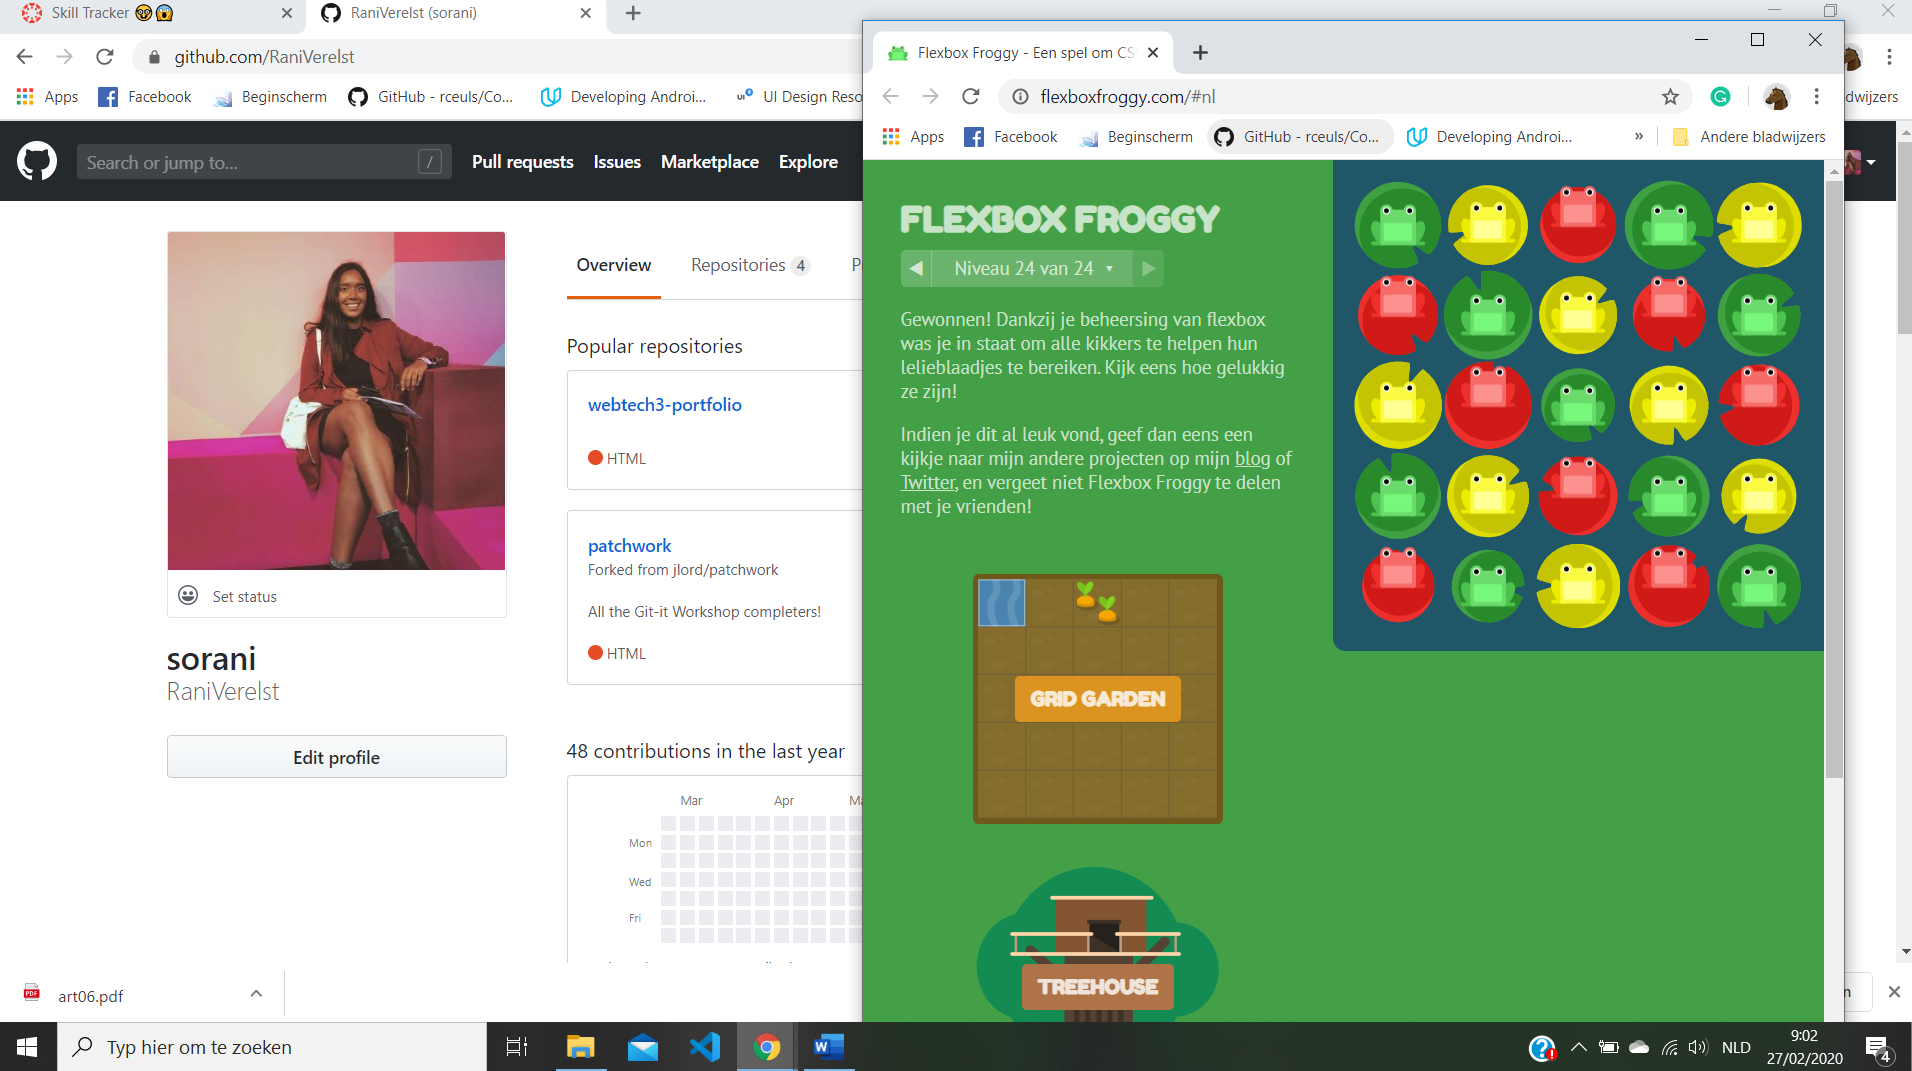 Skill Tracker
RaniVerelst (sorani)
github.com/RaniVerelst
Apps
Facebook
Beginscherm
GitHub - rceuls/Co...
Developing Androi...
UI Design Reso
Search or jump to...
/
Pull requests
Issues
Marketplace
Explore
Overview
Repositories 4
P
Popular repositories
webtech3-portfolio
HTML
patchwork
Forked from jlord/patchwork
All the Git-it Workshop completers!
HTML
Set status
sorani
RaniVerelst
Edit profile
48 contributions in the last year
Mar
Apr
Ma
Mon
Wed
Fri
PDF
art06.pdf
Flexbox Froggy - Een spel om CS
flexboxfroggy.com/#nl
Apps
Facebook
Beginscherm
GitHub - rceuls/Co...
Developing Androi...
»
Andere bladwijzers
dwijzers
FLEXBOX FROGGY
Niveau 24 van 24
Gewonnen! Dankzij je beheersing van flexbox
was je in staat om alle kikkers te helpen hun
lelieblaadjes te bereiken. Kijk eens hoe gelukkig
ze zijn!
Indien je dit al leuk vond, geef dan eens een
kijkje naar mijn andere projecten op mijn blog of
Twitter, en vergeet niet Flexbox Froggy te delen
met je vrienden!
GRID GARDEN
TREEHOUSE
n
Typ hier om te zoeken
NLD
9:02
27/02/2020
4